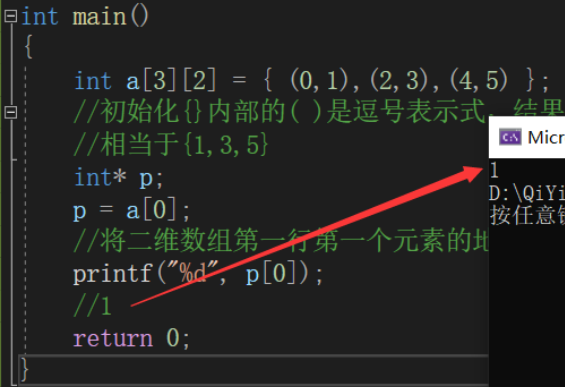 int main()
{
int a[3][2] = { (0,1),(2,3),(4,5) };
//初始化{}内部的( )是逗号表示式，结果
//相当于{1,3,5}
int* p;
p = a[0];
//将二维数组第一行第一个元素的地
printf("%d", p[0]);
//1
return 0;
}
Micr
1
D:\QiYi
按任意键